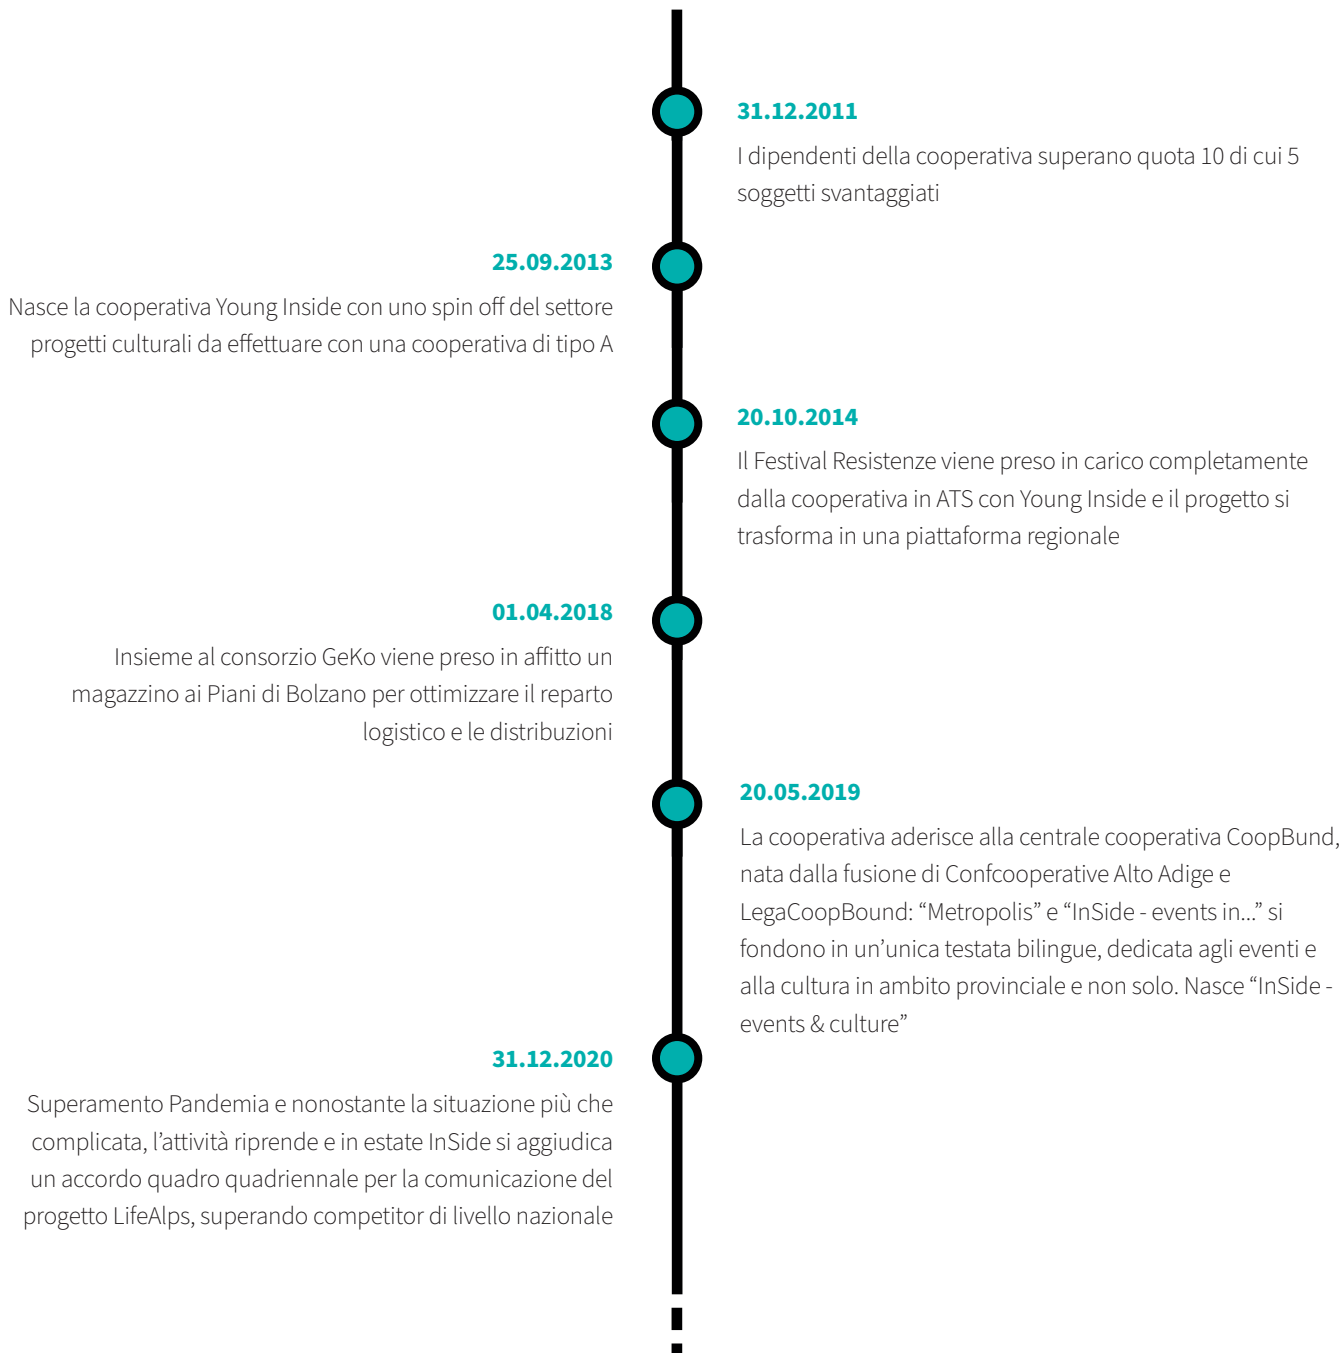 31.12.2011
I dipendenti della cooperativa superano quota 10 di cui 5
soggetti svantaggiati
25.09.2013
Nasce la cooperativa Young Inside con uno spin off del settore
progetti culturali da effettuare con una cooperativa di tipo A
20.10.2014
Il Festival Resistenze viene preso in carico completamente
dalla cooperativa in ATS con Young Inside e il progetto si
trasforma in una piattaforma regionale
01.04.2018
Insieme al consorzio GeKo viene preso in affitto un
magazzino ai Piani di Bolzano per ottimizzare il reparto
logistico e le distribuzioni
20.05.2019
La cooperativa aderisce alla centrale cooperativa CoopBund,
nata dalla fusione di Confcooperative Alto Adige e
LegaCoopBound: “Metropolis” e “InSide - events in...” si
fondono in un’unica testata bilingue, dedicata agli eventi e
alla cultura in ambito provinciale e non solo. Nasce “InSide -
events & culture”
31.12.2020
Superamento Pandemia e nonostante la situazione più che
complicata, l’attività riprende e in estate InSide si aggiudica
un accordo quadro quadriennale per la comunicazione del
progetto LifeAlps, superando competitor di livello nazionale